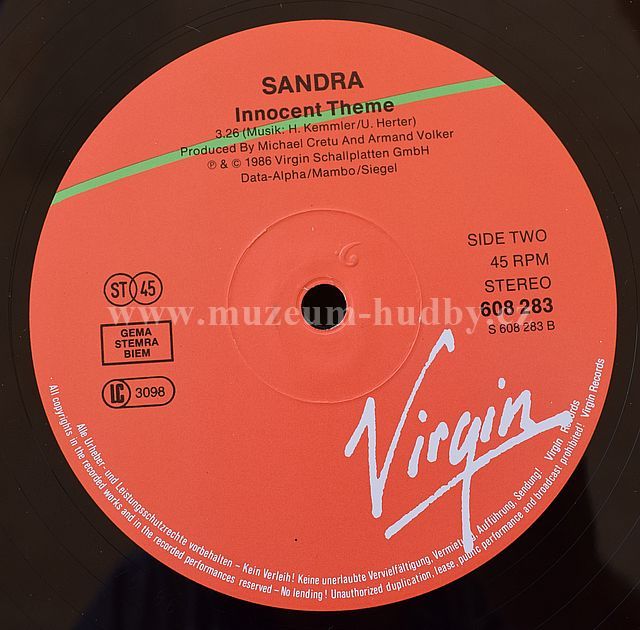 SANDRA
Innocent Theme
3.26 (Musik: H. Kemmler/U. Herter)
Produced By Michael Cretu And Armand Volker
℗ & © 1986 Virgin Schallplatten GmbH
Data-Alpha/Mambo/Siegel
SIDE TWO
45 RPM
STEREO
608 283
S 608 283 B
ST 45
GEMA
STEMRA
BIEM
LC 3098
www.muzeum-hudby.cz
Virgin
Alle Urheber- und Leistungsschutzrechte vorbehalten – Kein Verleih! Keine unerlaubte Vervielfältigung, Vermietung, Aufführung, Sendung! Virgin Records
All copyrights in the recorded works and in the recorded performances reserved – No lending! Unauthorized duplication, lease, public performance and broadcast prohibited! Virgin Records